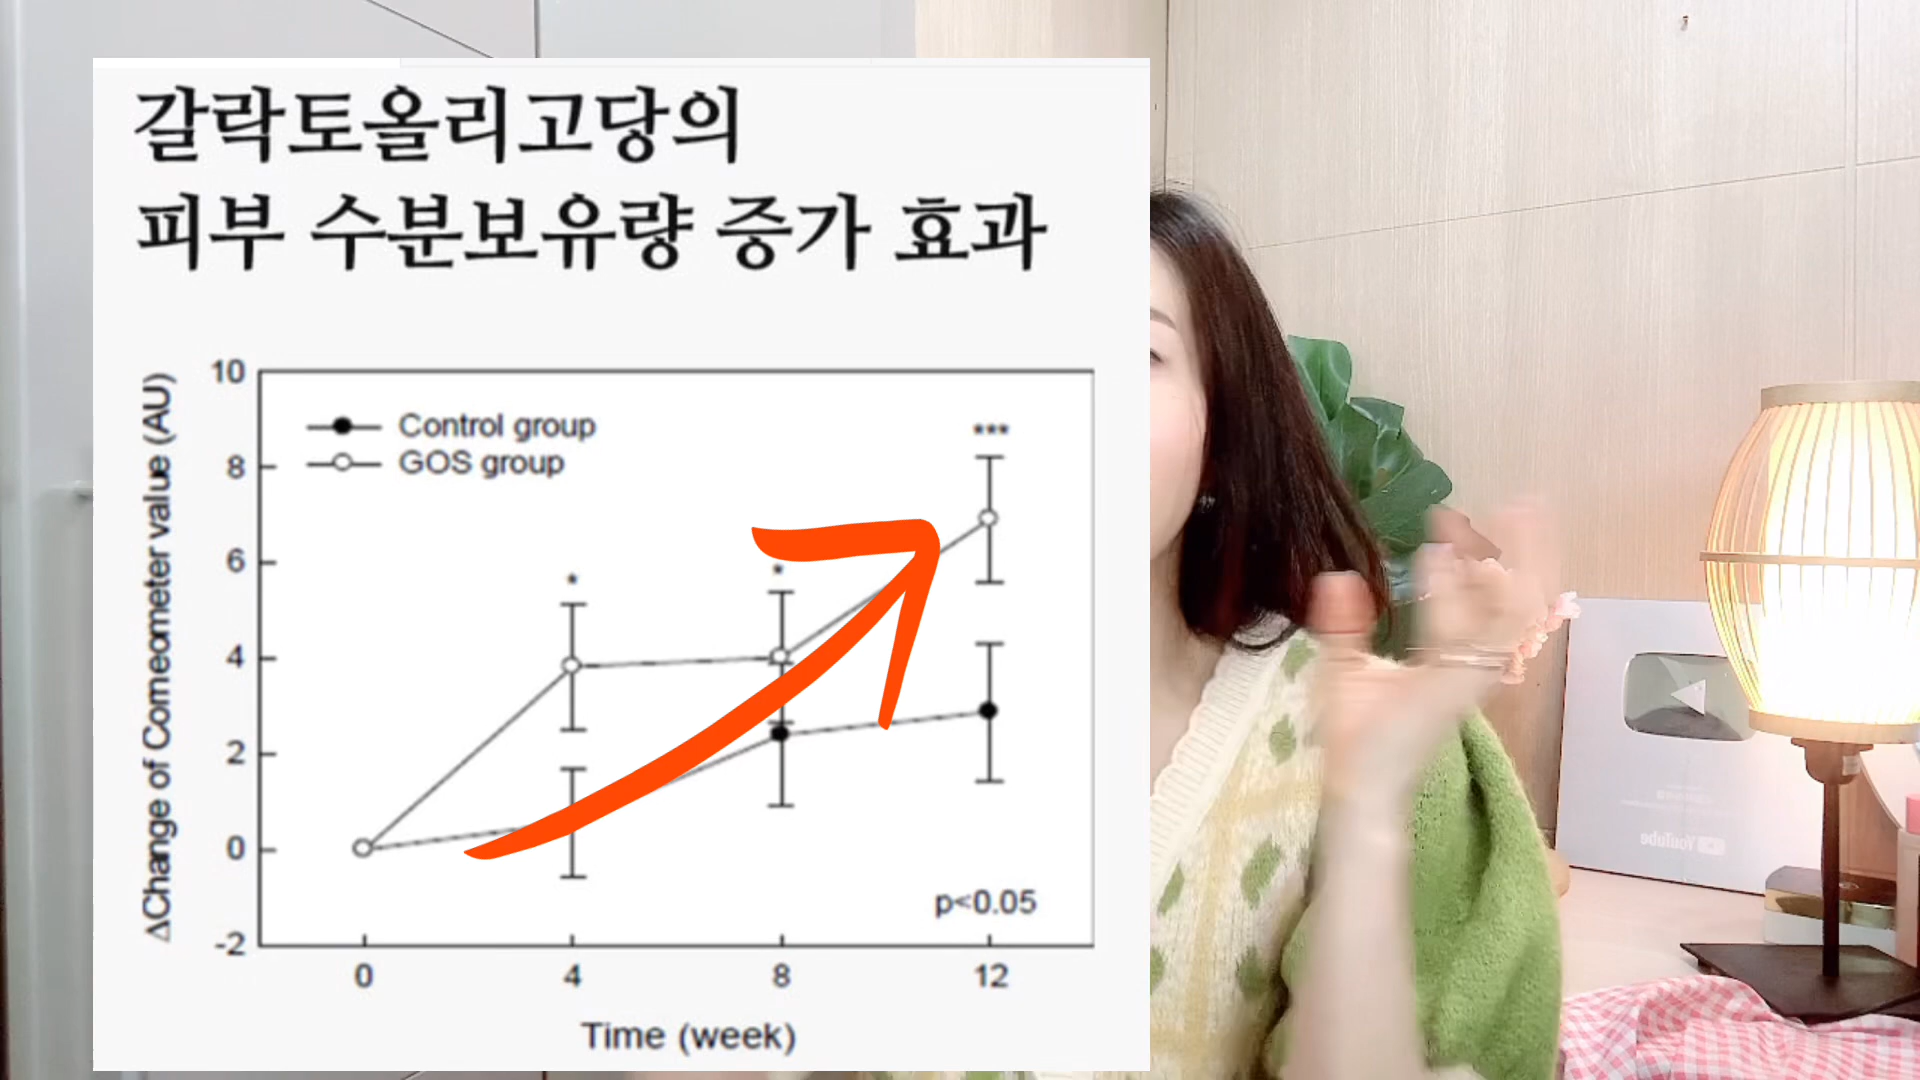 갈락토올리고당의
피부 수분보유량 증가 효과
ΔChange of Corneometer value (AU)
10
8
6
4
2
0
-2
Control group
GOS group
*
*
***
p<0.05
0 4 8 12
Time (week)
YouTube